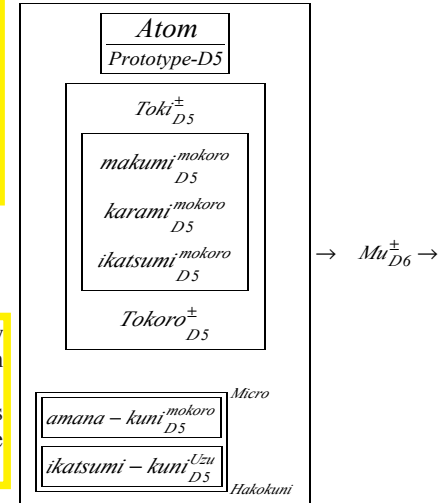 Atom
Prototype-D5
Toki±D5
makumi mokoro D5
karami mokoro D5
ikatsumi mokoro D5
→ Mu±D6 →
Tokoro±D5
Micro
amana – kuni mokoro D5
ikatsumi – kuni Uzu D5
Hakokuni